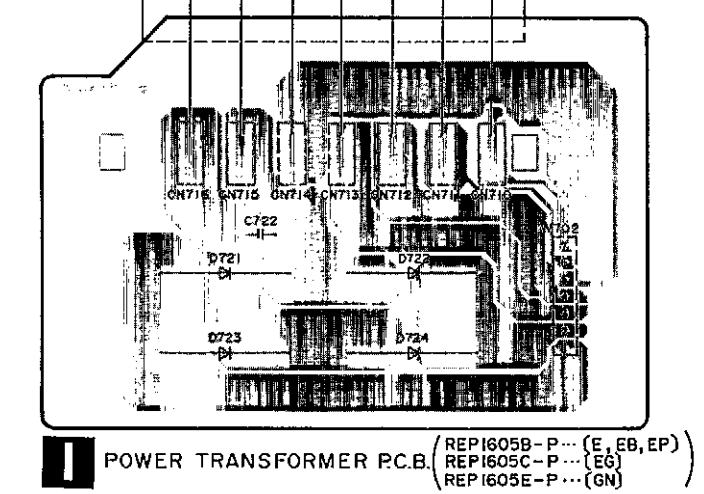 CN716 CN715 CN714 CN713 CN712 CN711 CN710
C722
D721 D722
D723 D724
I POWER TRANSFORMER P.C.B.
REP1605B-P···(E,EB,EP)
REP1605C-P···(EG)
REP1605E-P···(GN)